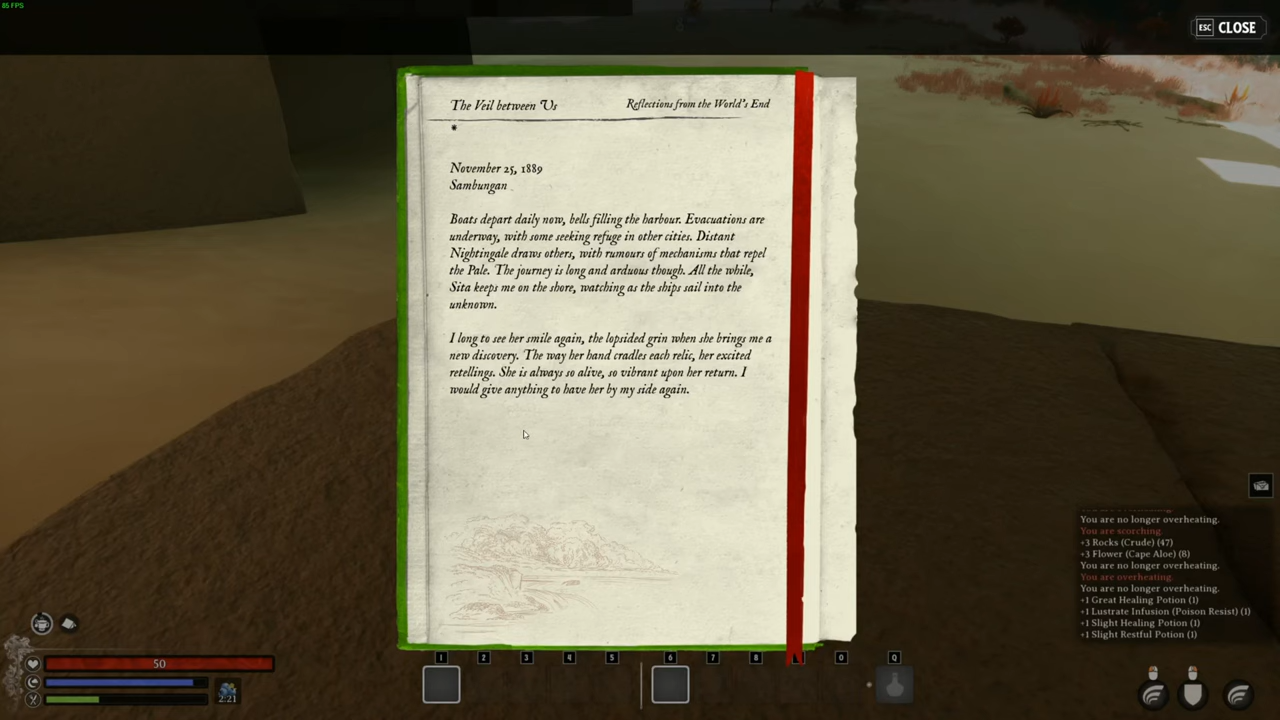 85 FPS
ESC CLOSE
The Veil between Us
Reflections from the World's End
November 25, 1889
Sambungan
Boats depart daily now, bells filling the harbour. Evacuations are
underway, with some seeking refuge in other cities. Distant
Nightingale draws others, with rumours of mechanisms that repel
the Pale. The journey is long and arduous though. All the while,
Sita keeps me on the shore, watching as the ships sail into the
unknown.
I long to see her smile again, the lopsided grin when she brings me a
new discovery. The way her hand cradles each relic, her excited
retellings. She is always so alive, so vibrant upon her return. I
would give anything to have her by my side again.
You are overheating.
You are no longer overheating.
You are scorching.
+3 Rocks (Crude) (47)
+3 Flower (Cape Aloe) (8)
You are no longer overheating.
You are overheating.
You are no longer overheating.
+1 Great Healing Potion (1)
+1 Lustrate Infusion (Poison Resist) (1)
+1 Slight Healing Potion (1)
+1 Slight Restful Potion (1)
50
2:21
1 2 3 4 5 6 7 8 0 Q